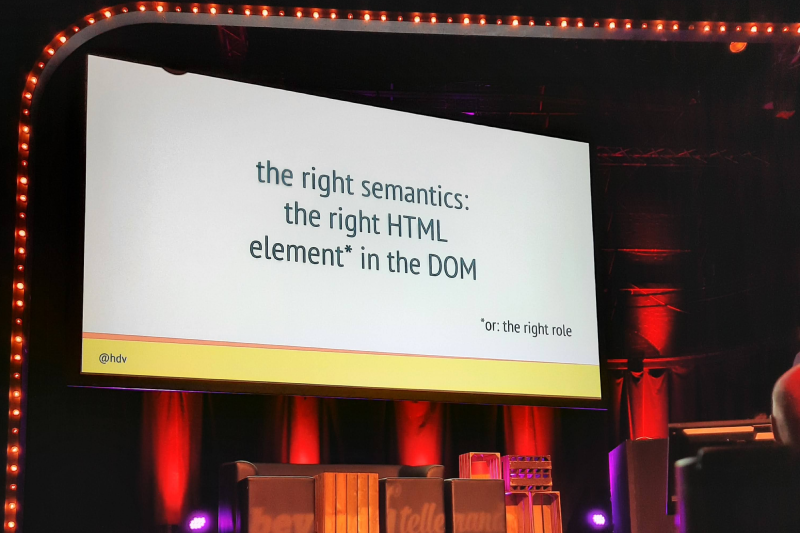 the right semantics:
the right HTML
element* in the DOM
*or: the right role
@hdv